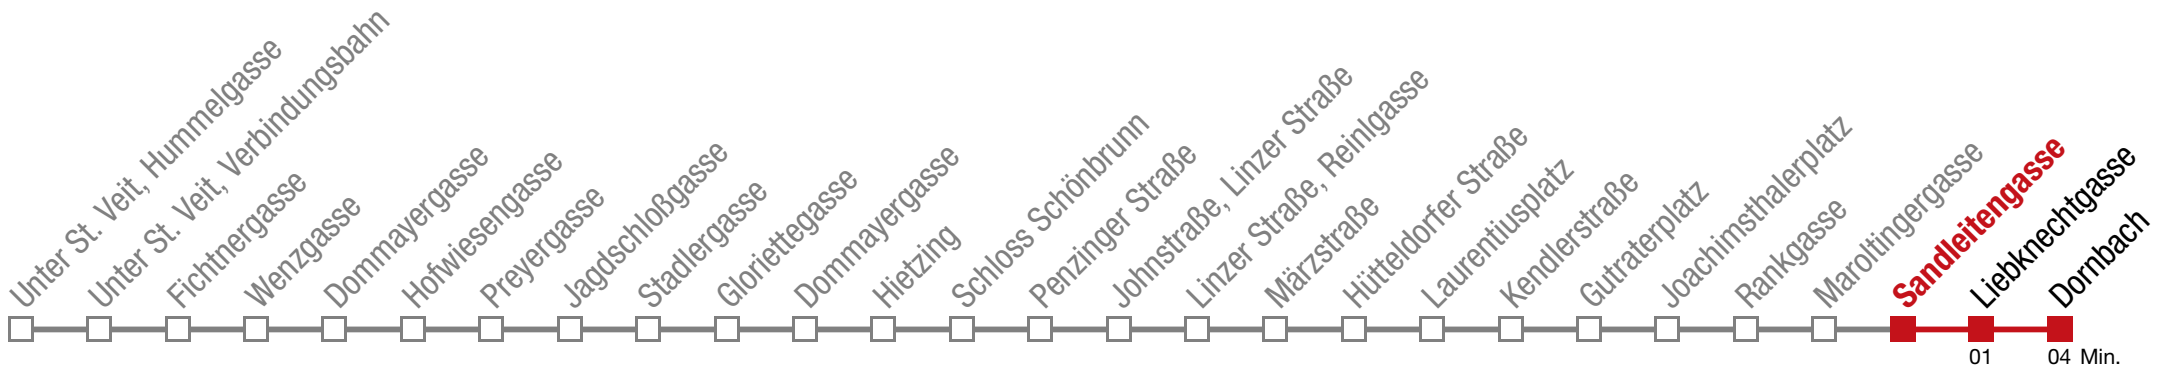 Unter St. Veit, Hummelgasse
Unter St. Veit, Verbindungsbahn
Fichtnergasse
Wenzgasse
Dommayergasse
Hofwiesengasse
Preyergasse
Jagdschloßgasse
Stadlergasse
Gloriettegasse
Dommayergasse
Hietzing
Schloss Schönbrunn
Penzinger Straße
Johnstraße, Linzer Straße
Linzer Straße, Reinlgasse
Märzstraße
Hütteldorfer Straße
Laurentiusplatz
Kendlerstraße
Gutraterplatz
Joachimsthalerplatz
Rankgasse
Maroltingergasse
Sandleitengasse
Liebknechtgasse
Dornbach
01
04 Min.